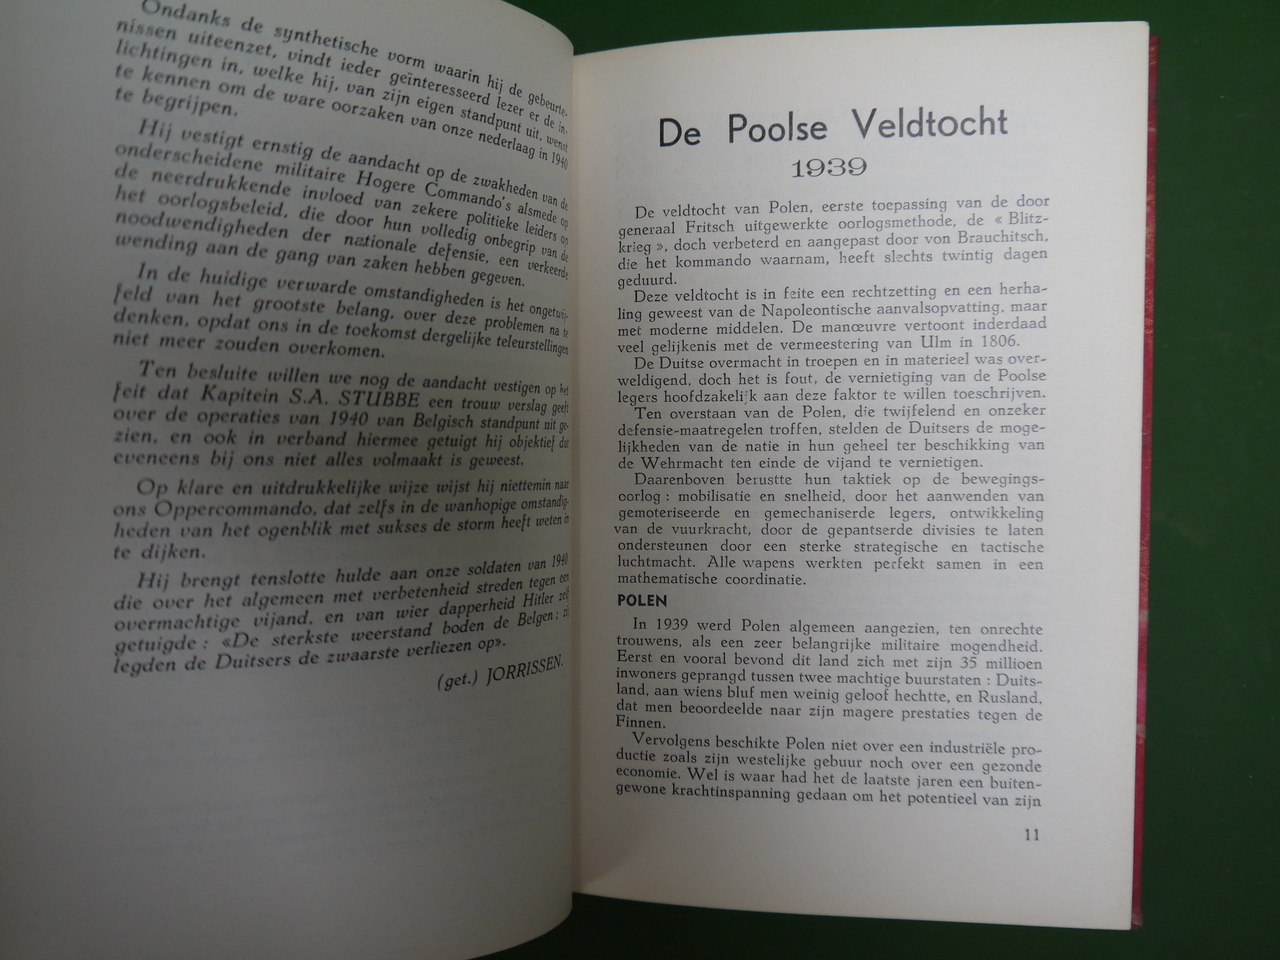 Ondanks de synthetische vorm waarin hij de gebeurte-
nissen uiteenzet, vindt ieder geïnteresseerd lezer er de in-
lichtingen in, welke hij, van zijn eigen standpunt uit, wenst
te kennen om de ware oorzaken van onze nederlaag in 1940
te begrijpen.
Hij vestigt ernstig de aandacht op de zwakheden van de
onderscheidene militaire Hogere Commando's alsmede op
de neerdrukkende invloed van zekere politieke leiders op
het oorlogsbeleid, die door hun volledig onbegrip van de
noodwendigheden der nationale defensie, een verkeerde
wending aan de gang van zaken hebben gegeven.
In de huidige verwarde omstandigheden is het ongetwij-
feld van het grootste belang, over deze problemen na te
denken, opdat ons in de toekomst dergelijke teleurstellingen
niet meer zouden overkomen.
Ten besluite willen we nog de aandacht vestigen op het
feit dat Kapitein S.A. STUBBE een trouw verslag geeft
over de operaties van 1940 van Belgisch standpunt uit ge-
zien, en ook in verband hiermee getuigt hij objektief dat
eveneens bij ons niet alles volmaakt is geweest.
Op klare en uitdrukkelijke wijze wijst hij niettemin naar
ons Oppercommando, dat zelfs in de wanhopige omstandig-
heden van het ogenblik met sukses de storm heeft weten in
te dijken.
Hij brengt tenslotte hulde aan onze soldaten van 1940
die over het algemeen met verbetenheid streden tegen een
overmachtige vijand, en van wier dapperheid Hitler zelf
getuigde : «De sterkste weerstand boden de Belgen ; zij
legden de Duitsers de zwaarste verliezen op».
(get.) JORRISSEN.
De Poolse Veldtocht
1939
De veldtocht van Polen, eerste toepassing van de door
generaal Fritsch uitgewerkte oorlogsmethode, de « Blitz-
krieg », doch verbeterd en aangepast door von Brauchitsch,
die het kommando waarnam, heeft slechts twintig dagen
geduurd.
Deze veldtocht is in feite een rechtzetting en een herha-
ling geweest van de Napoleontische aanvalsopvatting, maar
met moderne middelen. De manœuvre vertoont inderdaad
veel gelijkenis met de vermeestering van Ulm in 1806.
De Duitse overmacht in troepen en in materieel was over-
weldigend, doch het is fout, de vernietiging van de Poolse
legers hoofdzakelijk aan deze faktor te willen toeschrijven.
Ten overstaan van de Polen, die twijfelend en onzeker
defensie-maatregelen troffen, stelden de Duitsers de moge-
lijkheden van de natie in hun geheel ter beschikking van
de Wehrmacht ten einde de vijand te vernietigen.
Daarenboven berustte hun taktiek op de bewegings-
oorlog : mobilisatie en snelheid, door het aanwenden van
gemoteriseerde en gemechaniserde legers, ontwikkeling
van de vuurkracht, door de gepantserde divisies te laten
ondersteunen door een sterke strategische en tactische
luchtmacht. Alle wapens werkten perfekt samen in een
mathematische coordinatie.
POLEN
In 1939 werd Polen algemeen aangezien, ten onrechte
trouwens, als een zeer belangrijke militaire mogendheid.
Eerst en vooral bevond dit land zich met zijn 35 millioen
inwoners geprangd tussen twee machtige buurstaten : Duits-
land, aan wiens bluf men weinig geloof hechtte, en Rusland,
dat men beoordeelde naar zijn magere prestaties tegen de
Finnen.
Vervolgens beschikte Polen niet over een industriële pro-
ductie zoals zijn westelijke gebuur noch over een gezonde
economie. Wel is waar had het de laatste jaren een buiten-
gewone krachtinspanning gedaan om het potentieel van zijn
11